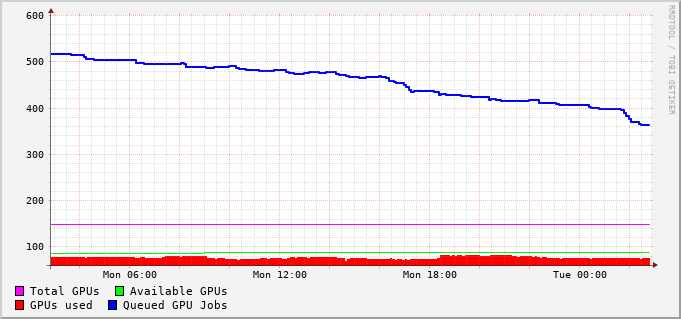 600
500
400
300
200
100
Mon 06:00 Mon 12:00 Mon 18:00 Tue 00:00
Total GPUs Available GPUs
GPUs used Queued GPU Jobs
RRDTOOL / TOBI OETIKER